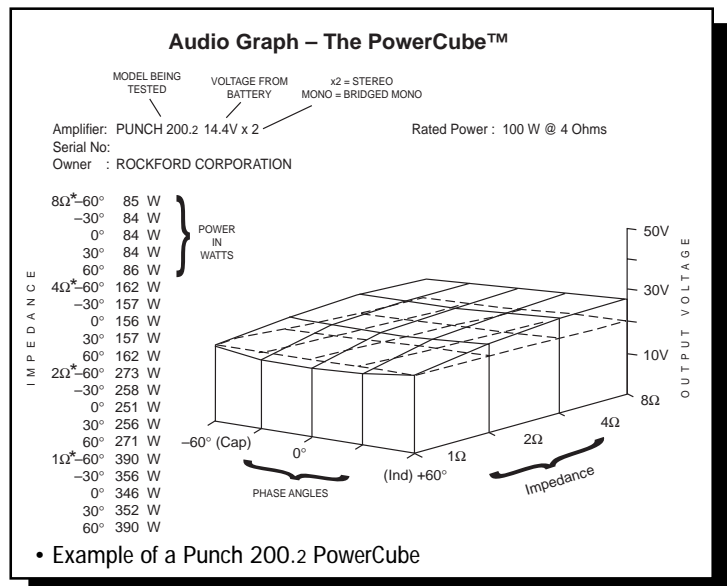 Audio Graph – The PowerCube™
MODEL BEING
TESTED
VOLTAGE FROM
BATTERY
x2 = STEREO
MONO = BRIDGED MONO
Amplifier: PUNCH 200.2 14.4V x 2
Rated Power : 100 W @ 4 Ohms
Serial No:
Owner : ROCKFORD CORPORATION
IMPEDANCE
8Ω*–60° 85 W
–30° 84 W
0° 84 W
30° 84 W
60° 86 W
4Ω*–60° 162 W
–30° 157 W
0° 156 W
30° 157 W
60° 162 W
2Ω*–60° 273 W
–30° 258 W
0° 251 W
30° 256 W
60° 271 W
1Ω*–60° 390 W
–30° 356 W
0° 346 W
30° 352 W
60° 390 W
POWER
IN
WATTS
50V
30V
10V
OUTPUT VOLTAGE
8Ω
4Ω
2Ω
1Ω
Impedance
–60° (Cap)
0°
(Ind) +60°
PHASE ANGLES
• Example of a Punch 200.2 PowerCube